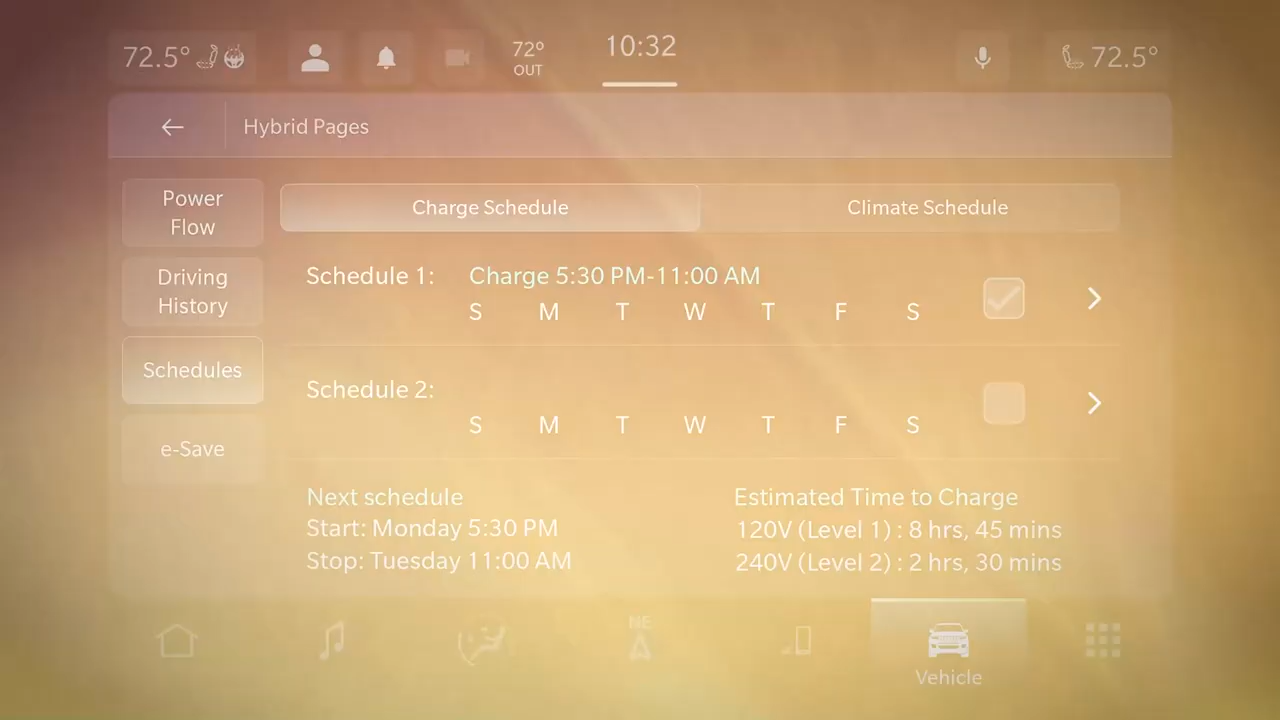 72.5°
72°
OUT
10:32
72.5°
Hybrid Pages
Power
Flow
Driving
History
Schedules
e-Save
Charge Schedule
Climate Schedule
Schedule 1: Charge 5:30 PM-11:00 AM
S M T W T F S
Schedule 2:
S M T W T F S
Next schedule
Start: Monday 5:30 PM
Stop: Tuesday 11:00 AM
Estimated Time to Charge
120V (Level 1) : 8 hrs, 45 mins
240V (Level 2) : 2 hrs, 30 mins
NE
Vehicle